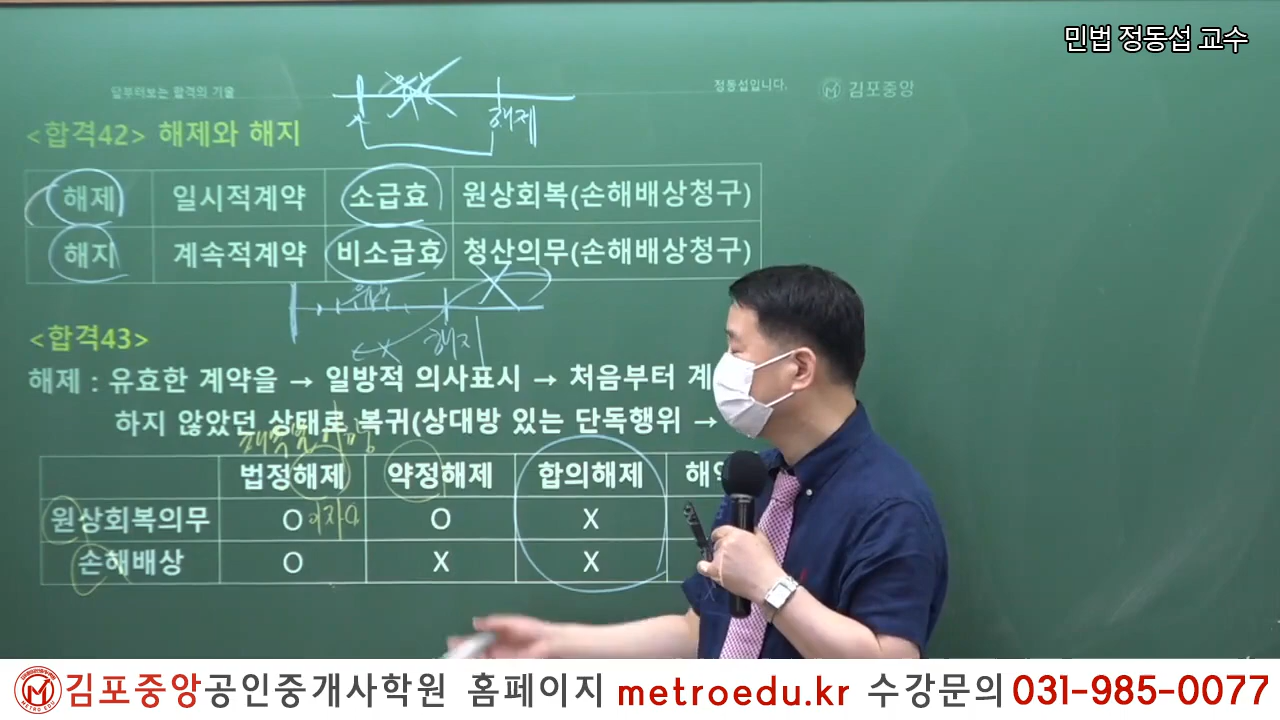 민법 정동섭 교수
답부터보는 합격의 기술
정동섭입니다.
김포중앙
해제
<합격42> 해제와 해지
해제 일시적계약 소급효 원상회복(손해배상청구)
해지 계속적계약 비소급효 청산의무(손해배상청구)
해지
<합격43>
해제 : 유효한 계약을 → 일방적 의사표시 → 처음부터 계
하지 않았던 상태로 복귀(상대방 있는 단독행위 →
법정해제 약정해제 합의해제
원상회복의무 O 이자 O X
손해배상 O X X
김포중앙공인중개사학원 홈페이지 metroedu.kr 수강문의 031-985-0077
METRO EDU